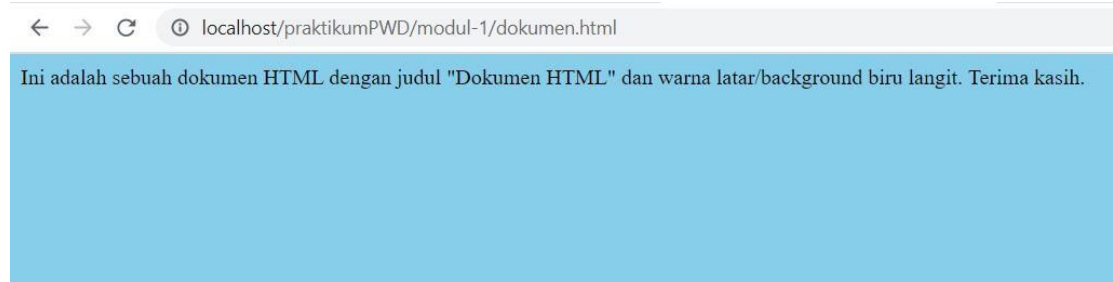 localhost/praktikumPWD/modul-1/dokumen.html
Ini adalah sebuah dokumen HTML dengan judul "Dokumen HTML" dan warna latar/background biru langit. Terima kasih.